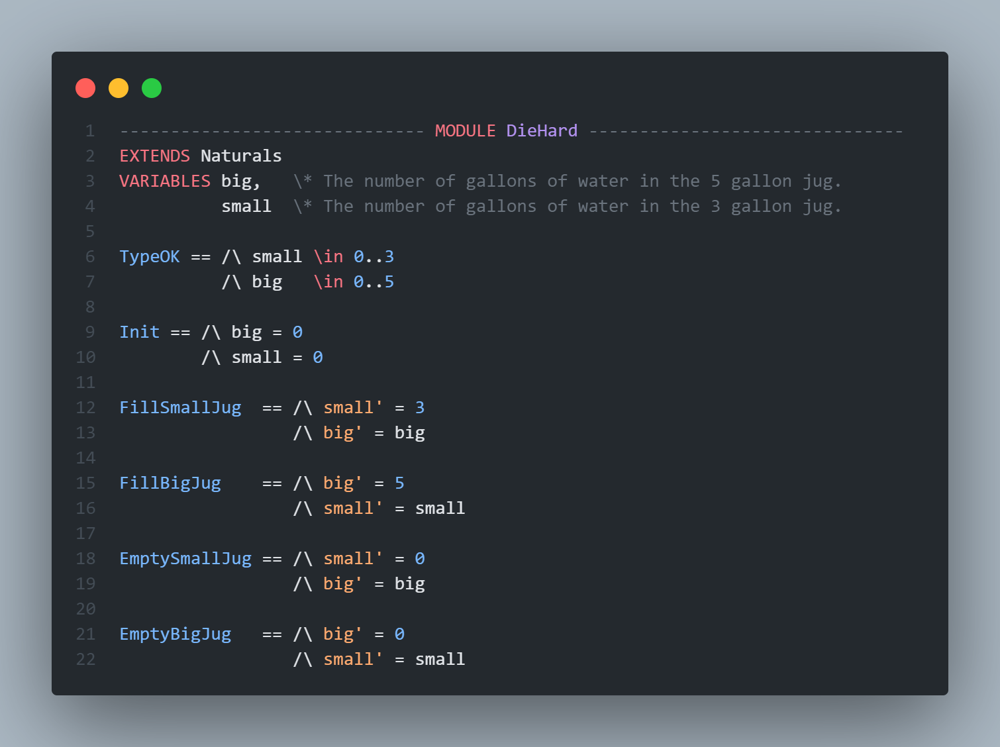 1 ------------------------------ MODULE DieHard -------------------------------
2 EXTENDS Naturals
3 VARIABLES big,   \* The number of gallons of water in the 5 gallon jug.
4           small  \* The number of gallons of water in the 3 gallon jug.
5
6 TypeOK == /\ small \in 0..3
7           /\ big   \in 0..5
8
9 Init == /\ big = 0
10         /\ small = 0
11
12 FillSmallJug  == /\ small' = 3
13                  /\ big' = big
14
15 FillBigJug    == /\ big' = 5
16                  /\ small' = small
17
18 EmptySmallJug == /\ small' = 0
19                  /\ big' = big
20
21 EmptyBigJug   == /\ big' = 0
22                  /\ small' = small